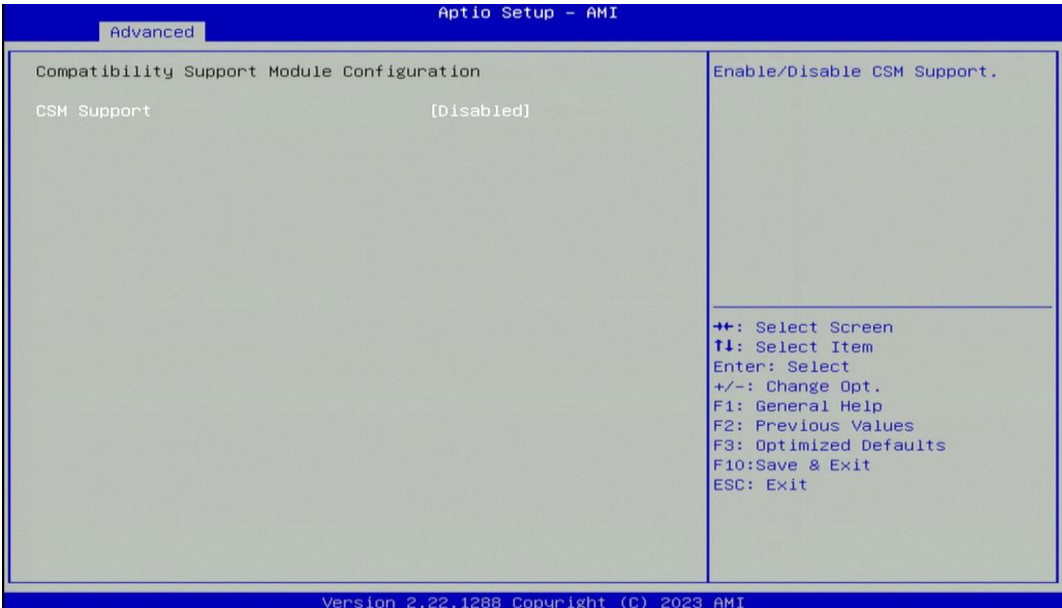 Aptio Setup – AMI
Advanced
Compatibility Support Module Configuration
CSM Support [Disabled]
Enable/Disable CSM Support.
→←: Select Screen
↑↓: Select Item
Enter: Select
+/-: Change Opt.
F1: General Help
F2: Previous Values
F3: Optimized Defaults
F10:Save & Exit
ESC: Exit
Version 2.22.1288 Copyright (C) 2023 AMI